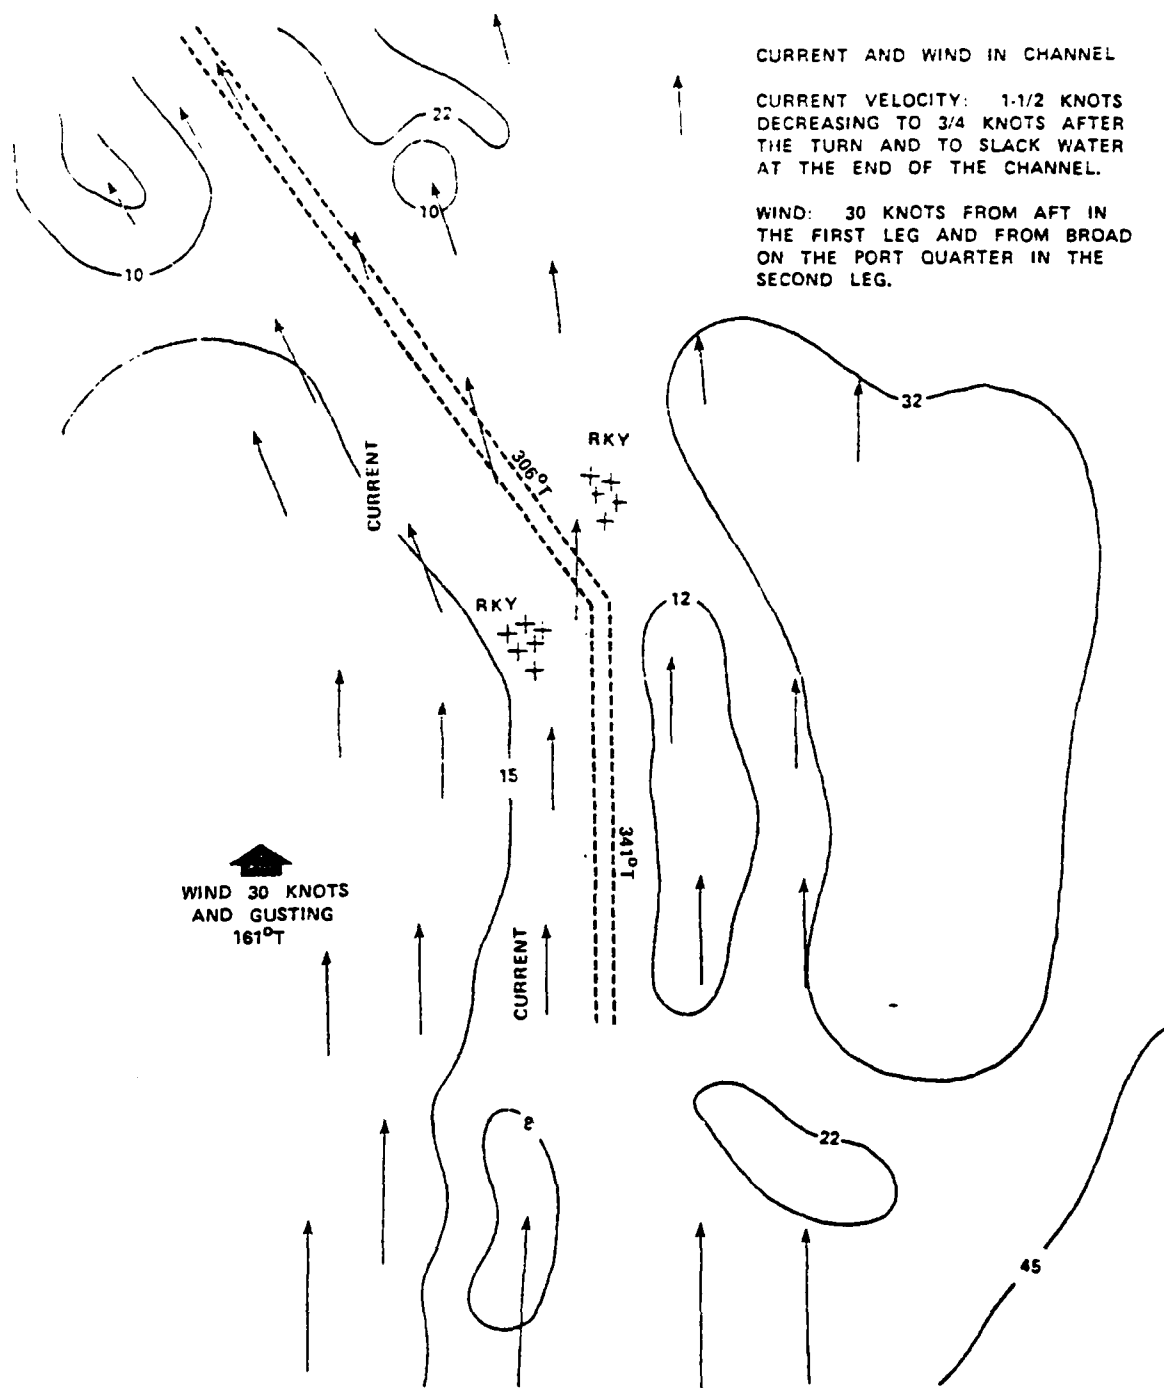 CURRENT AND WIND IN CHANNEL
CURRENT VELOCITY: 1-1/2 KNOTS
DECREASING TO 3/4 KNOTS AFTER
THE TURN AND TO SLACK WATER
AT THE END OF THE CHANNEL.
WIND: 30 KNOTS FROM AFT IN
THE FIRST LEG AND FROM BROAD
ON THE PORT QUARTER IN THE
SECOND LEG.
22
10
10
32
RKY
306°T
CURRENT
RKY
12
15
341°T
WIND 30 KNOTS
AND GUSTING
161°T
CURRENT
8
22
45